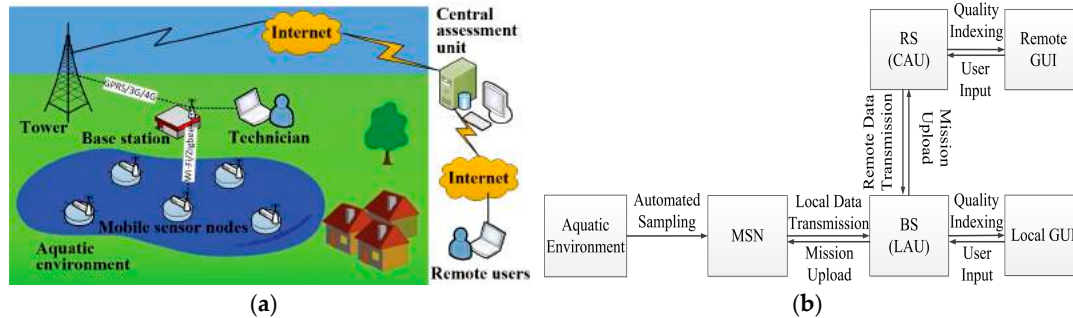 Internet
Central
assessment
unit
GPRS/3G/4G
Tower
Base station
Technician
Wi-Fi/Zigbee
Internet
Mobile sensor nodes
Aquatic
environment
Remote users
(a)
RS
(CAU)
Quality
Indexing
User
Input
Remote
GUI
Remote Data
Transmission
Mission
Upload
Aquatic
Environment
Automated
Sampling
MSN
Local Data
Transmission
Mission
Upload
BS
(LAU)
Quality
Indexing
User
Input
Local GUI
(b)